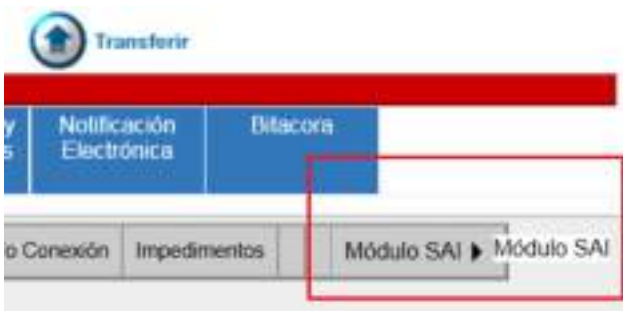 Transferir
y Notificación Bitacora
s Electrónica
o Conexión Impedimentos Módulo SAI Módulo SAI